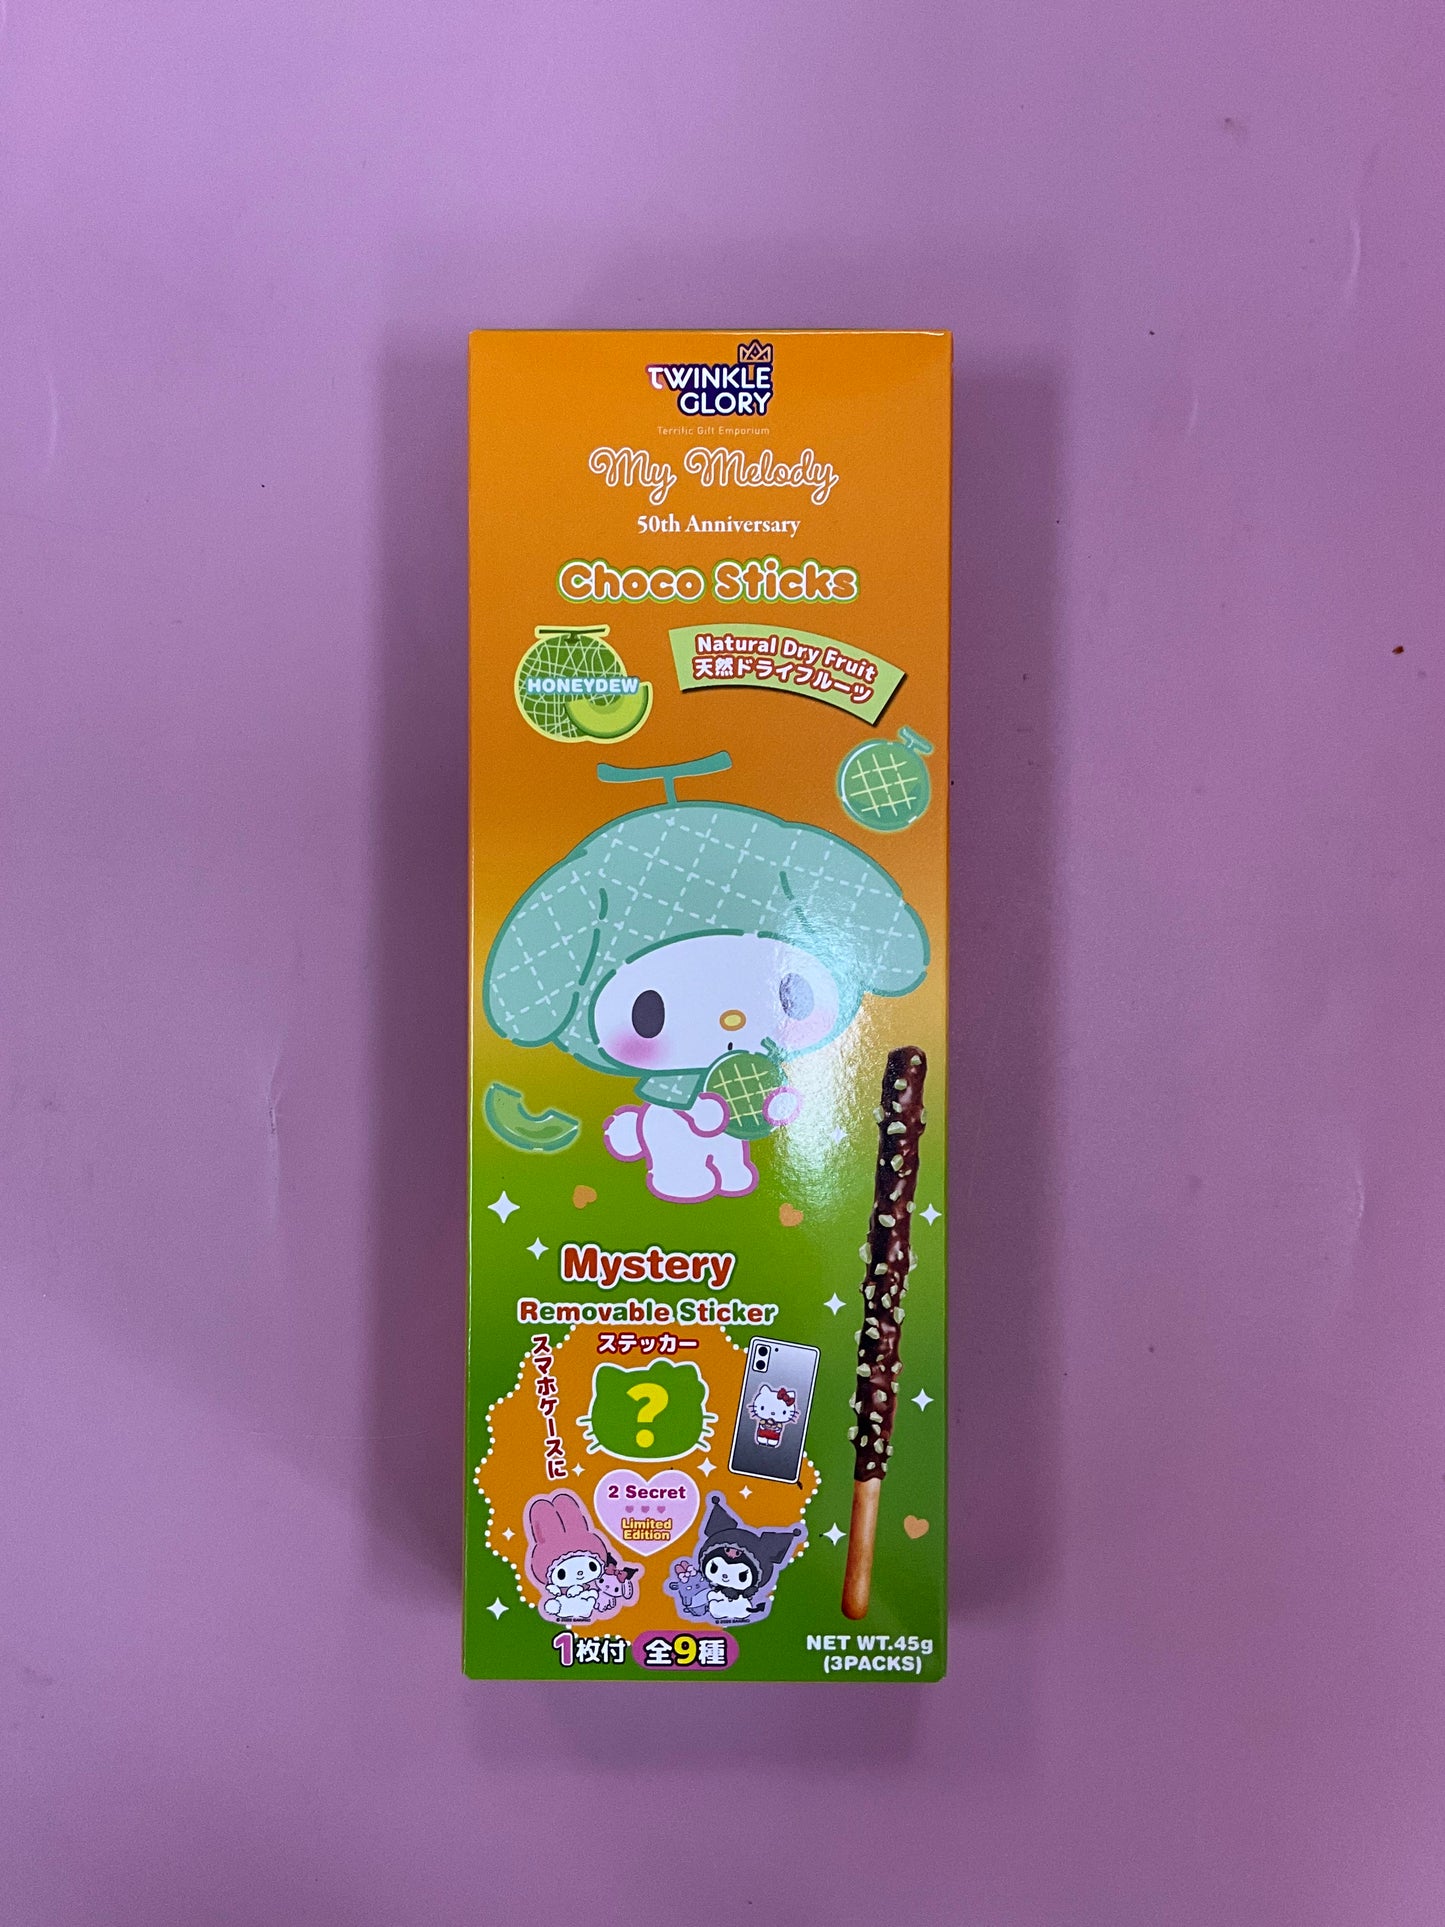 TWINKLE
GLORY
Terrific Gift Emporium
My Melody
50th Anniversary
Choco Sticks
HONEYDEW
Natural Dry Fruit
天然ドライフルーツ
Mystery
Removable Sticker
ステッカー
スマホケースに
?
2 Secret
Limited
Edition
1枚付 全9種
NET WT.45g
(3PACKS)